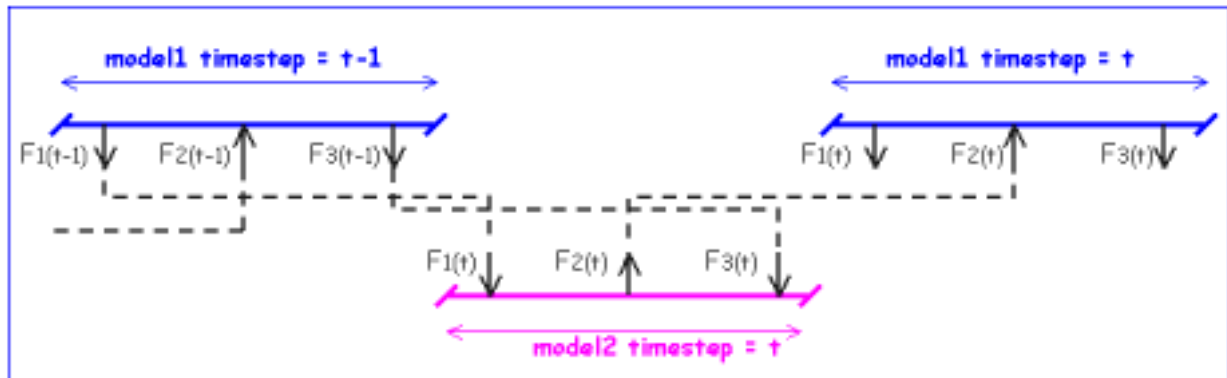 model1 timestep = t-1 model1 timestep = t
F1(t-1) F2(t-1) F3(t-1) F1(t) F2(t) F3(t)
F1(t) F2(t) F3(t)
model2 timestep = t